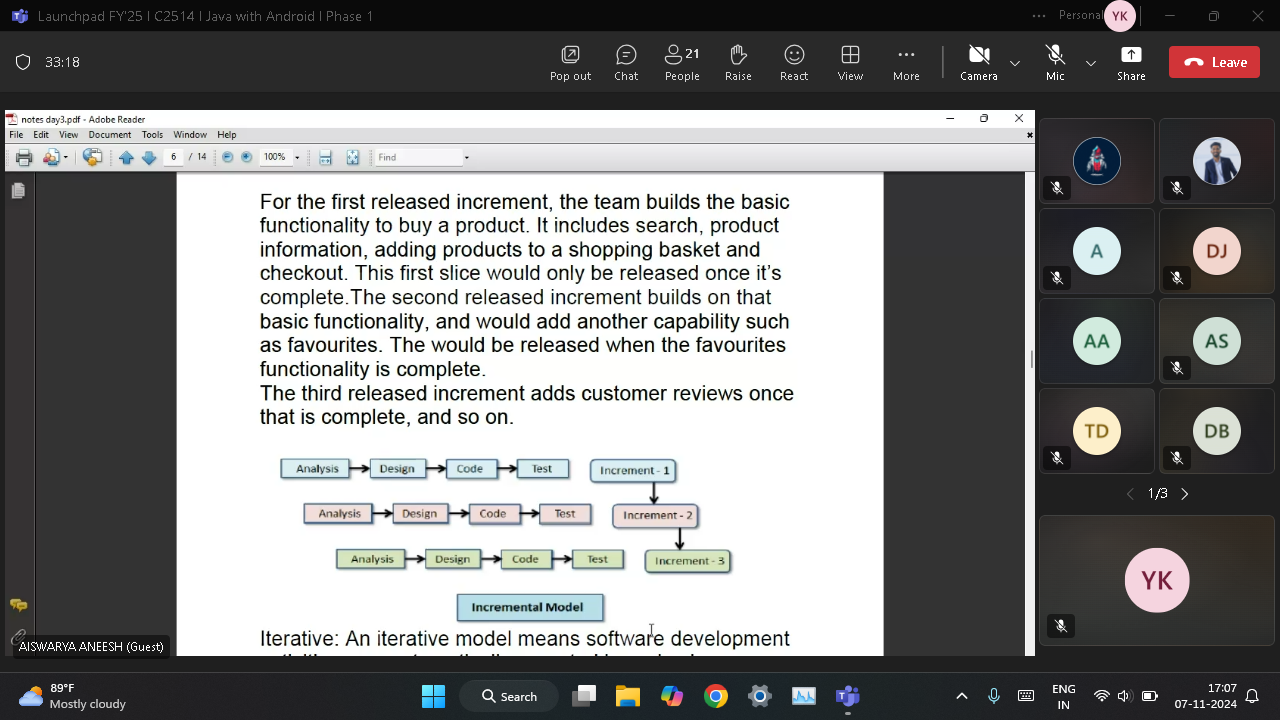 Launchpad FY'25 | C2514 | Java with Android | Phase 1
Personal
YK
33:18
Pop out
Chat
21
People
Raise
React
View
More
Camera
Mic
Share
Leave
notes day3.pdf - Adobe Reader
File Edit View Document Tools Window Help
6 / 14
100%
Find
For the first released increment, the team builds the basic
functionality to buy a product. It includes search, product
information, adding products to a shopping basket and
checkout. This first slice would only be released once it's
complete.The second released increment builds on that
basic functionality, and would add another capability such
as favourites. The would be released when the favourites
functionality is complete.
The third released increment adds customer reviews once
that is complete, and so on.
Analysis Design Code Test Increment - 1
Analysis Design Code Test Increment - 2
Analysis Design Code Test Increment - 3
Incremental Model
Iterative: An iterative model means software development
AISWARYA ANEESH (Guest)
A
DJ
AA
AS
TD
DB
1/3
YK
89°F
Mostly cloudy
Search
ENG
IN
17:07
07-11-2024